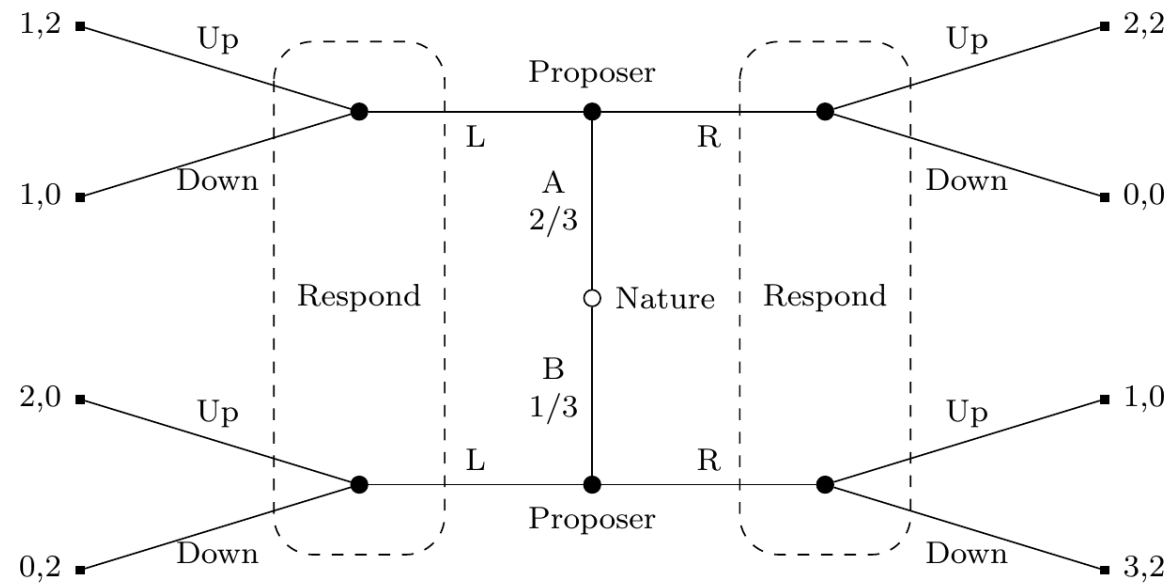 1,2
Up
Proposer
Up
2,2
L
R
1,0
Down
A
2/3
Down
0,0
Respond
Nature
Respond
2,0
Up
B
1/3
Up
1,0
L
R
0,2
Down
Proposer
Down
3,2